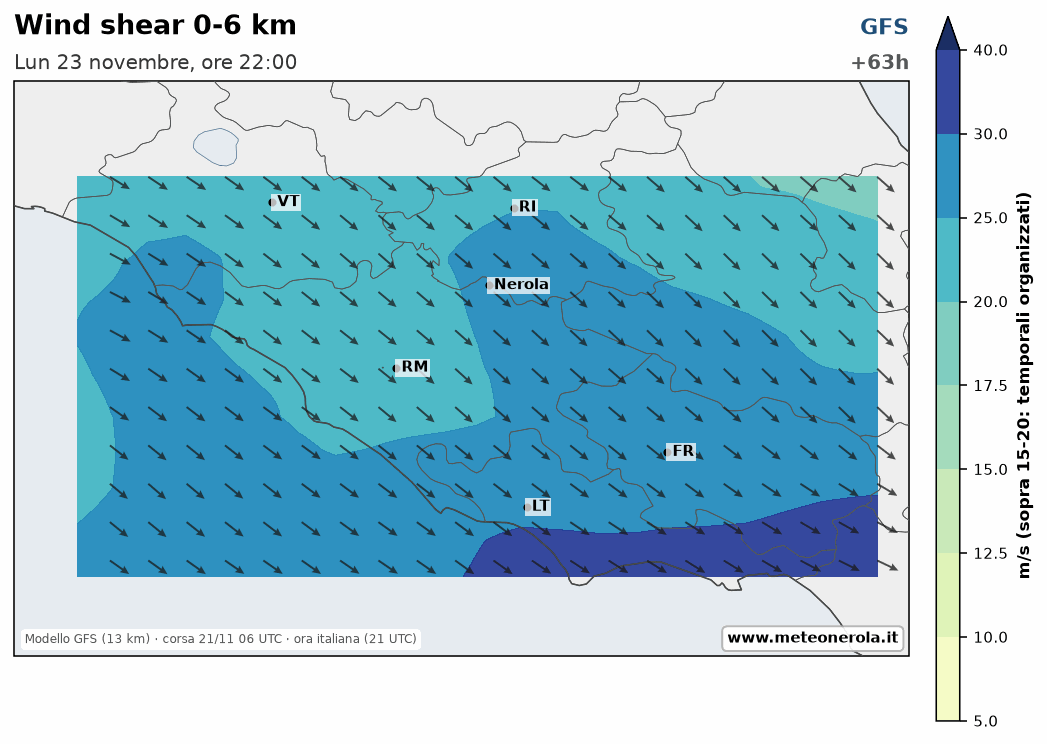 Wind shear 0-6 km
GFS
Lun 23 novembre, ore 22:00
+63h
VT
RI
Nerola
RM
FR
LT
40.0
30.0
25.0
20.0
17.5
15.0
12.5
10.0
5.0
m/s (sopra 15-20: temporali organizzati)
Modello GFS (13 km) · corsa 21/11 06 UTC · ora italiana (21 UTC)
www.meteonerola.it